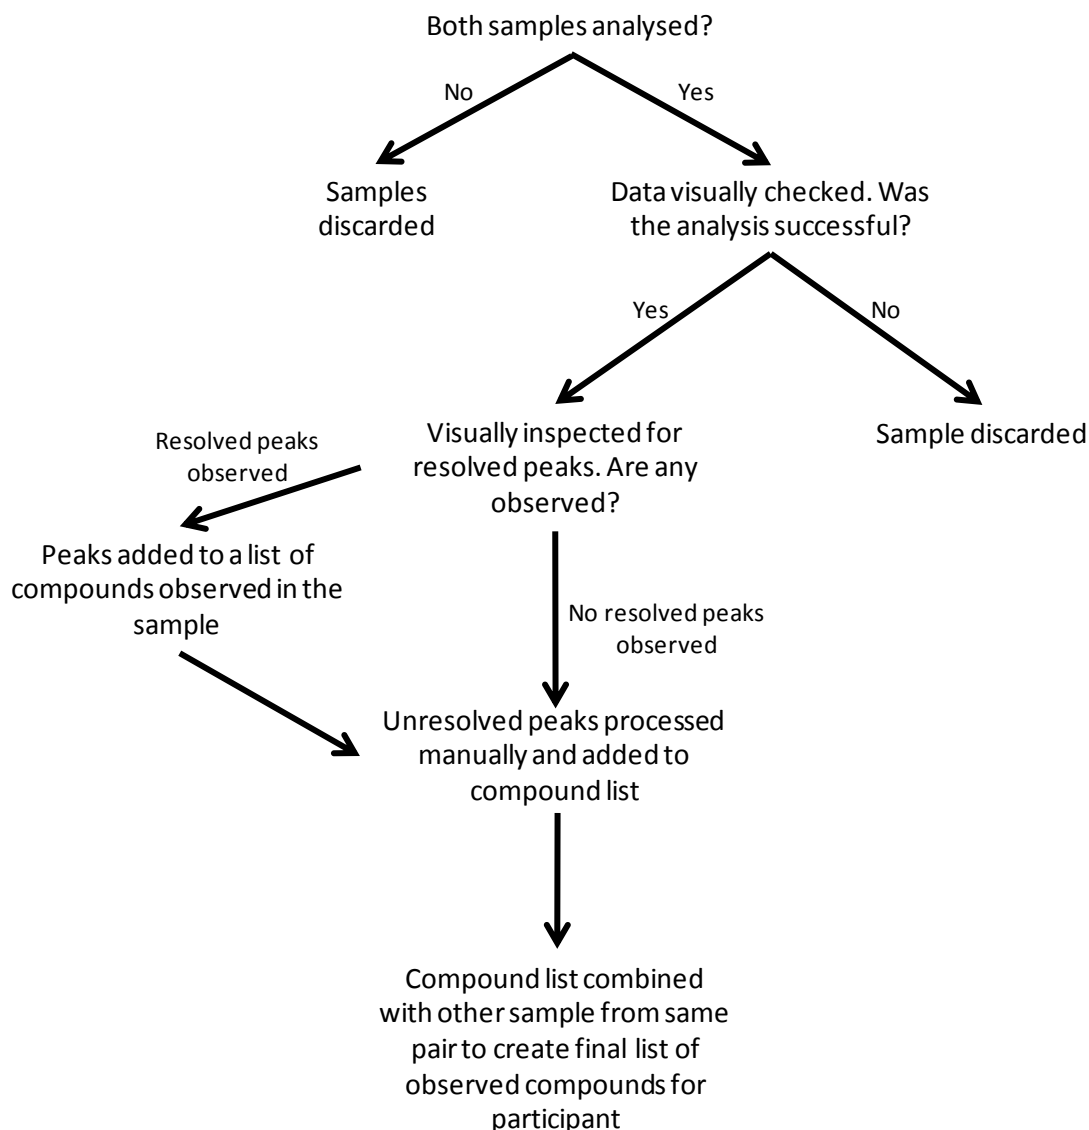 Both samples analysed?
No
Yes
Samples
discarded
Data visually checked. Was
the analysis successful?
Yes
No
Resolved peaks
observed
Visually inspected for
resolved peaks. Are any
observed?
Sample discarded
Peaks added to a list of
compounds observed in the
sample
No resolved peaks
observed
Unresolved peaks processed
manually and added to
compound list
Compound list combined
with other sample from same
pair to create final list of
observed compounds for
participant